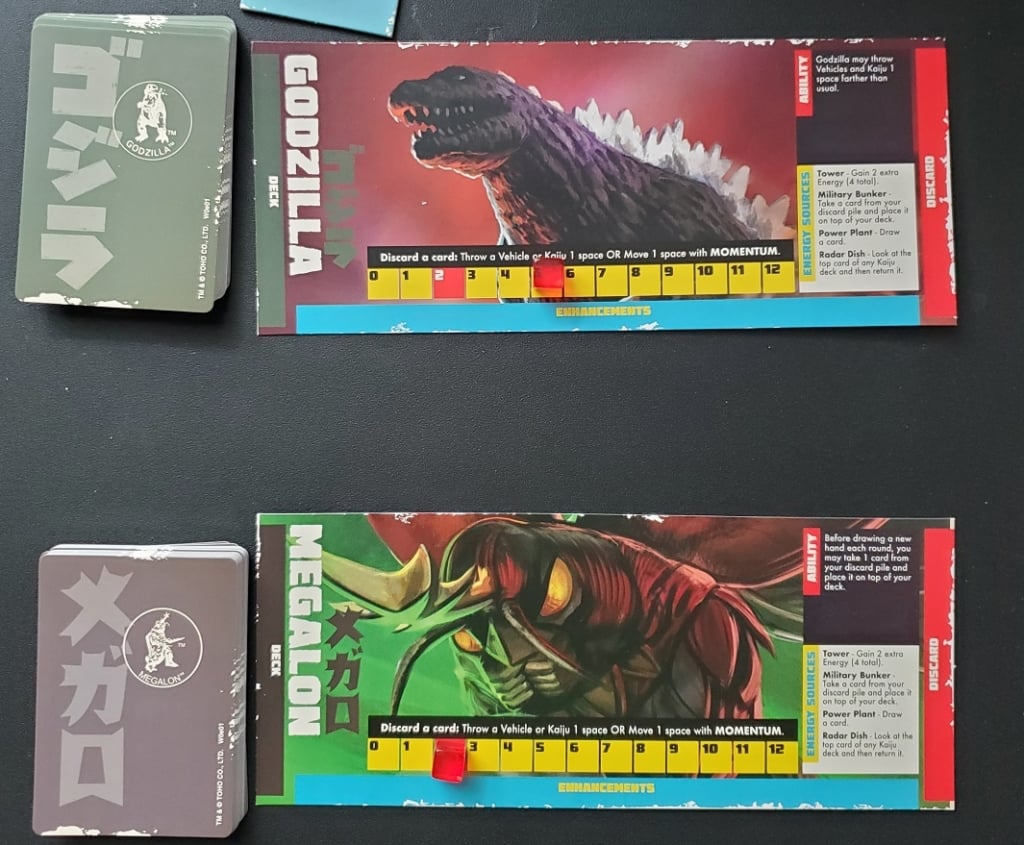 ゴジラ
GODZILLA™
TM & © TOHO CO., LTD.
DECK
GODZILLA
ゴジラ
Discard a card: Throw a Vehicle or Kaiju 1 space OR Move 1 space with MOMENTUM.
0 1 2 3 4 5 6 7 8 9 10 11 12
ENHANCEMENTS
ABILITY
Godzilla may throw
Vehicles and Kaiju 1
space farther than
usual.
ENERGY SOURCES
Tower - Gain 2 extra
Energy (4 total).
Military Bunker -
Take a card from your
discard pile and place it
on top of your deck.
Power Plant - Draw
a card.
Radar Dish - Look at the
top card of any Kaiju
deck and then return it.
DISCARD
メガロ
MEGALON™
TM & © TOHO CO., LTD.
DECK
MEGALON
メガロ
Discard a card: Throw a Vehicle or Kaiju 1 space OR Move 1 space with MOMENTUM.
0 1 3 4 5 6 7 8 9 10 11 12
ENHANCEMENTS
ABILITY
Before drawing a new
hand each round, you
may take 1 card from
your discard pile and
place it on top of your
deck.
ENERGY SOURCES
Tower - Gain 2 extra
Energy (4 total).
Military Bunker -
Take a card from your
discard pile and place it
on top of your deck.
Power Plant - Draw
a card.
Radar Dish - Look at the
top card of any Kaiju
deck and then return it.
DISCARD